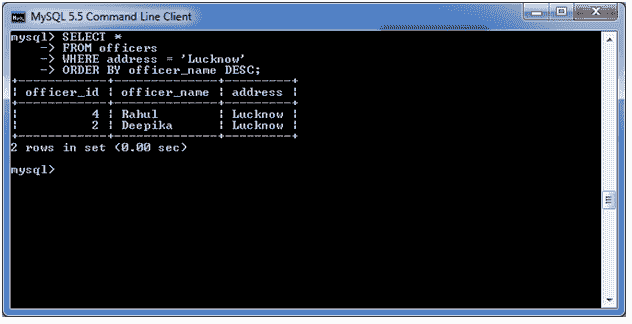 MySQL 5.5 Command Line Client
mysql> SELECT *
    -> FROM officers
    -> WHERE address = 'Lucknow'
    -> ORDER BY officer_name DESC;
+------------+--------------+---------+
| officer_id | officer_name | address |
+------------+--------------+---------+
|          4 | Rahul        | Lucknow |
|          2 | Deepika      | Lucknow |
+------------+--------------+---------+
2 rows in set (0.00 sec)
mysql>